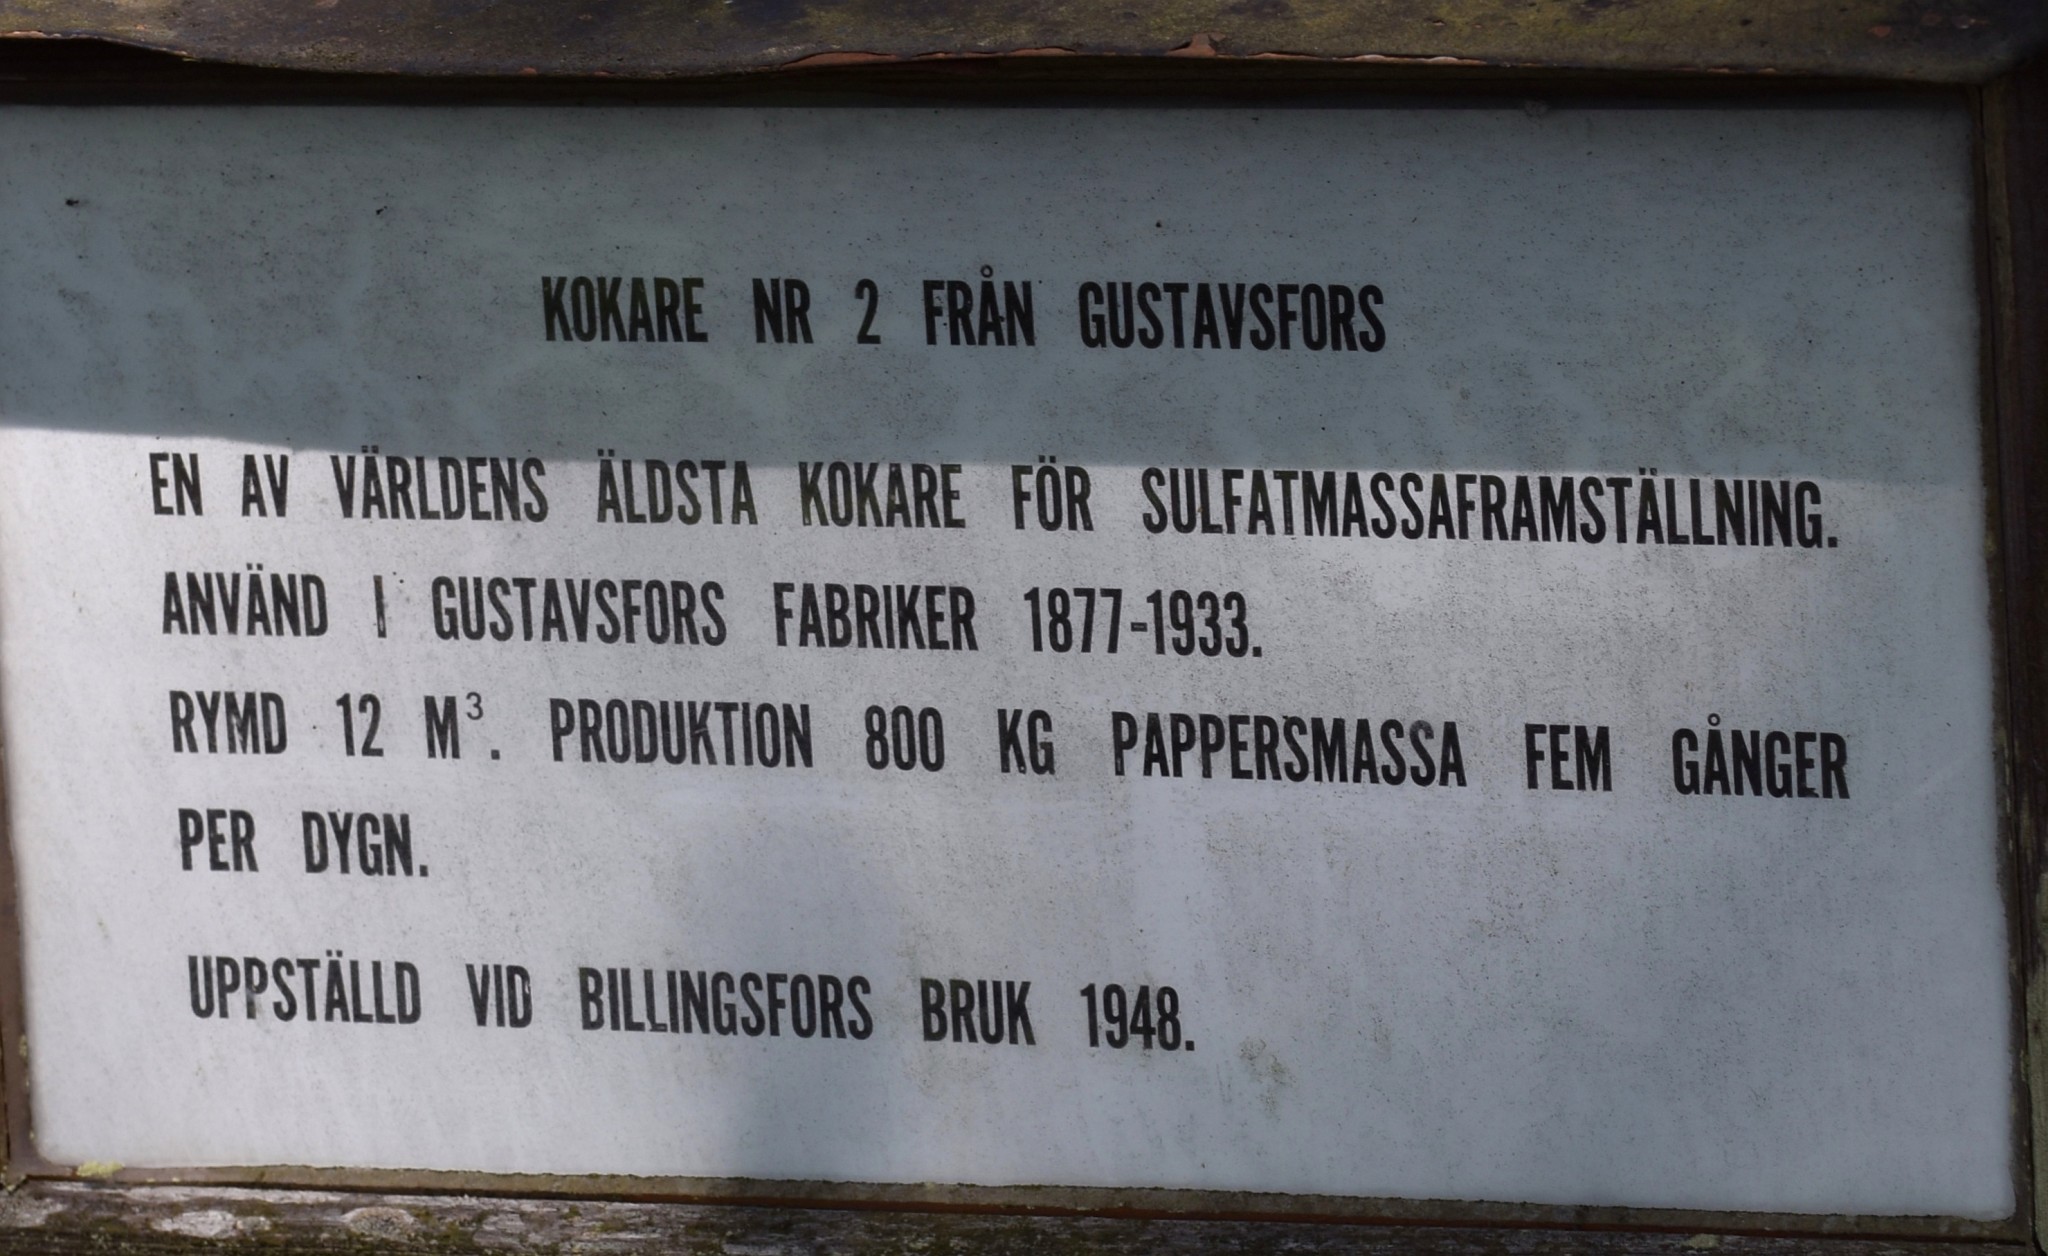 KOKARE NR 2 FRÅN GUSTAVSFORS
EN AV VÄRLDENS ÄLDSTA KOKARE FÖR SULFATMASSAFRAMSTÄLLNING.
ANVÄND I GUSTAVSFORS FABRIKER 1877-1933.
RYMD 12 M³. PRODUKTION 800 KG PAPPERSMASSA FEM GÅNGER
PER DYGN.
UPPSTÄLLD VID BILLINGSFORS BRUK 1948.